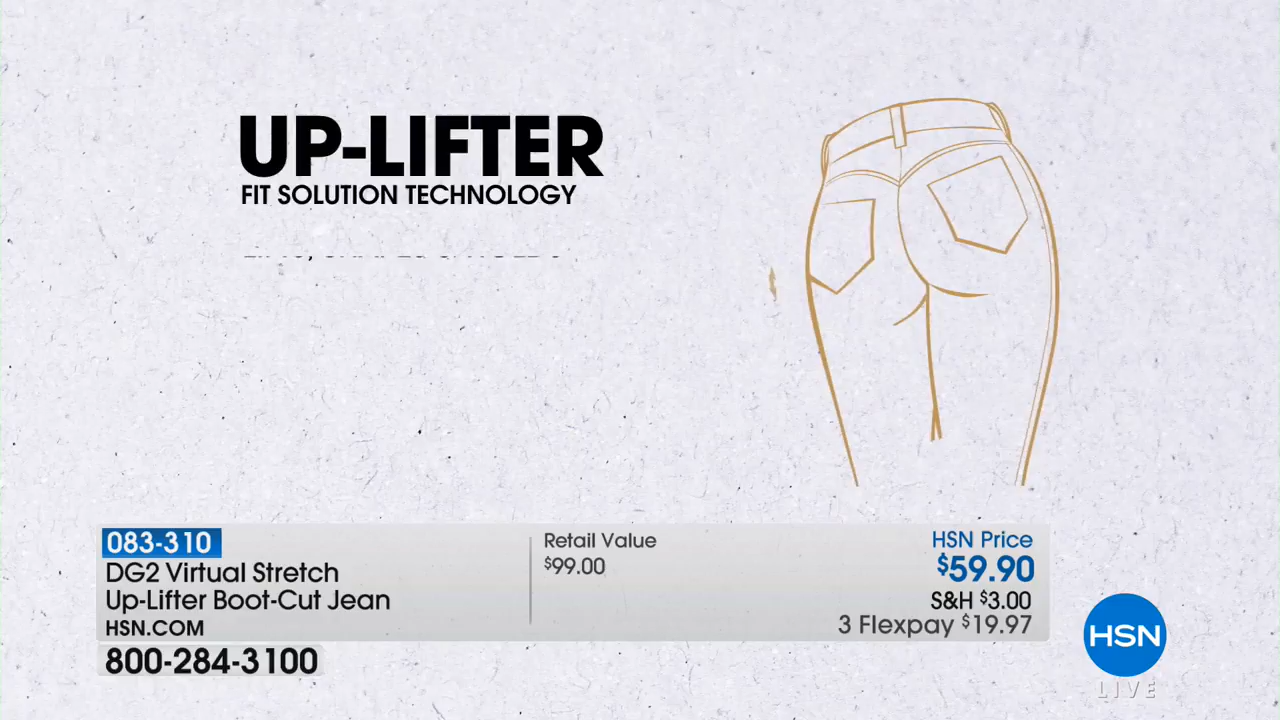 UP-LIFTER
FIT SOLUTION TECHNOLOGY
083-310
DG2 Virtual Stretch
Up-Lifter Boot-Cut Jean
HSN.COM
800-284-3100
Retail Value
$99.00
HSN Price
$59.90
S&H $3.00
3 Flexpay $19.97
HSN
LIVE